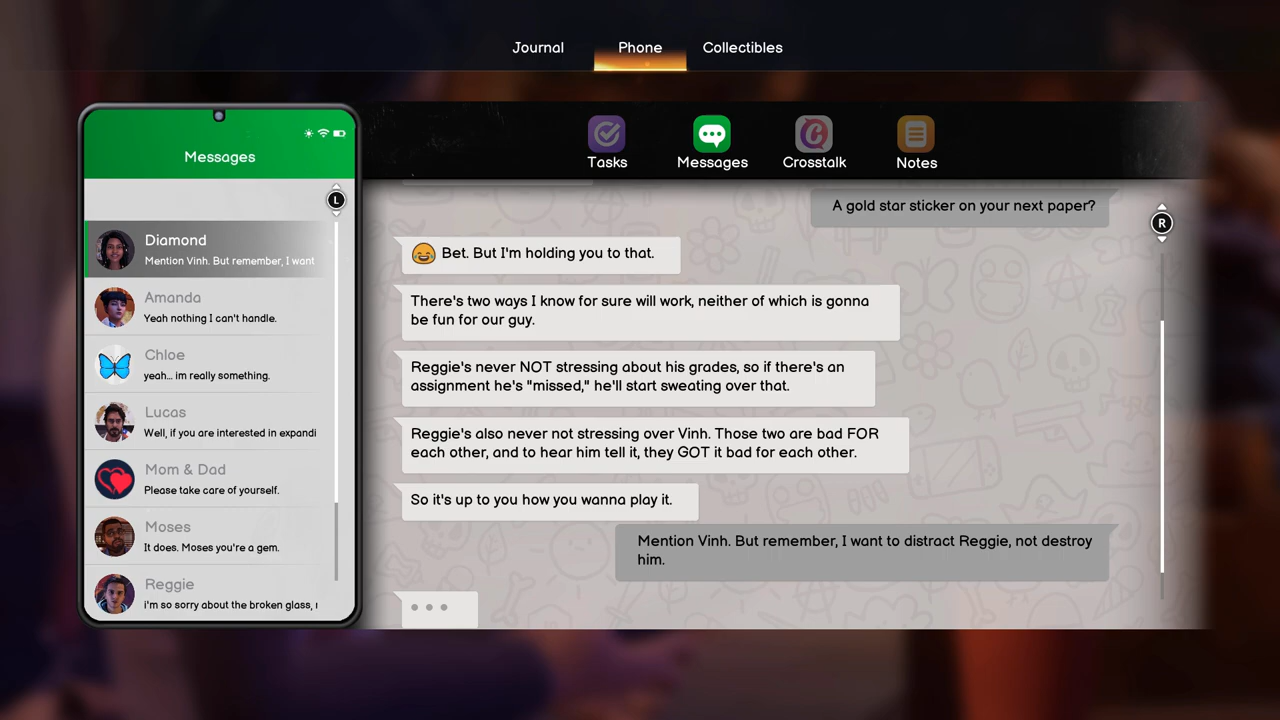 Journal
Phone
Collectibles
Messages
Tasks
Messages
Crosstalk
Notes
L
R
Diamond
Mention Vinh. But remember, I want
Amanda
Yeah nothing I can't handle.
Chloe
yeah... im really something.
Lucas
Well, if you are interested in expandi
Mom & Dad
Please take care of yourself.
Moses
It does. Moses you're a gem.
Reggie
i'm so sorry about the broken glass, r
A gold star sticker on your next paper?
Bet. But I'm holding you to that.
There's two ways I know for sure will work, neither of which is gonna
be fun for our guy.
Reggie's never NOT stressing about his grades, so if there's an
assignment he's "missed," he'll start sweating over that.
Reggie's also never not stressing over Vinh. Those two are bad FOR
each other, and to hear him tell it, they GOT it bad for each other.
So it's up to you how you wanna play it.
Mention Vinh. But remember, I want to distract Reggie, not destroy
him.